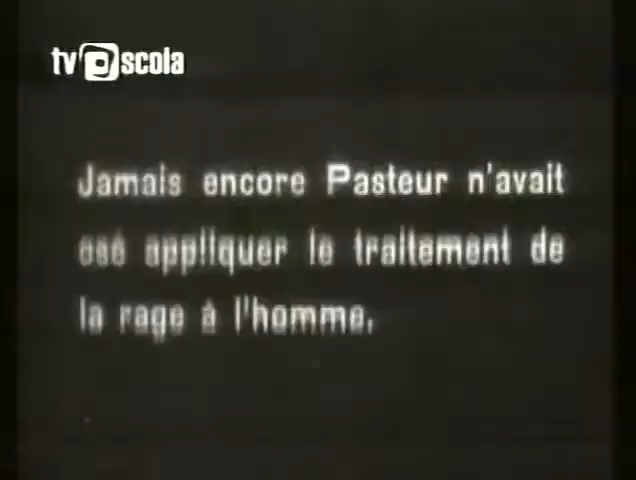 tv escola
Jamais encore Pasteur n'avait
osé appliquer le traitement de
la rage à l'homme.